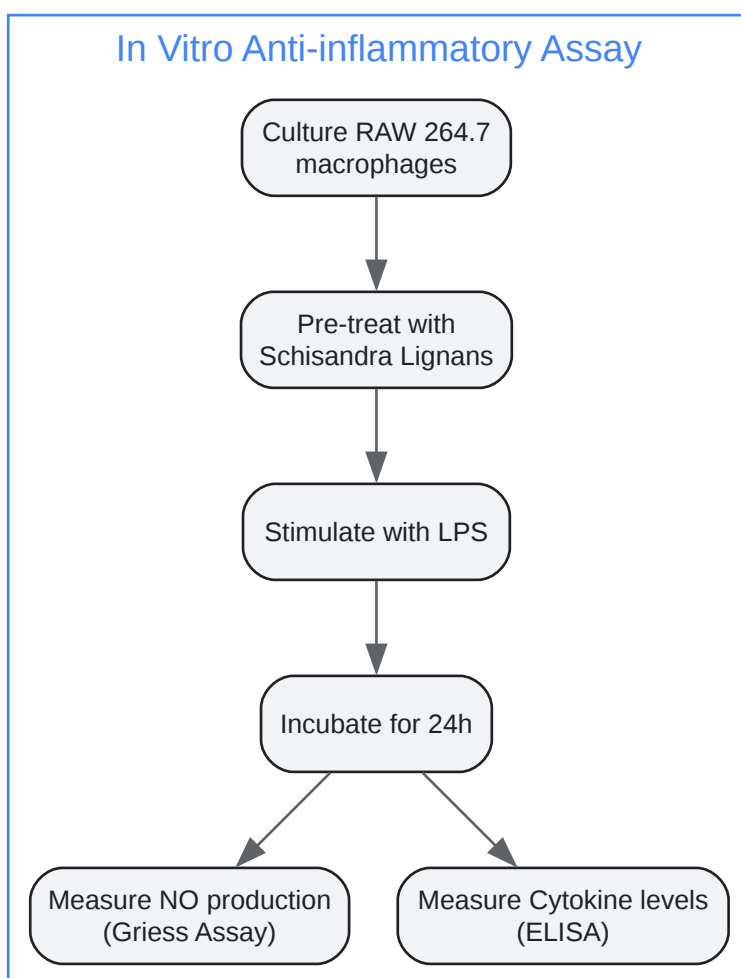 In Vitro Anti-inflammatory Assay
Culture RAW 264.7
macrophages
Pre-treat with
Schisandra Lignans
Stimulate with LPS
Incubate for 24h
Measure NO production
(Griess Assay)
Measure Cytokine levels
(ELISA)